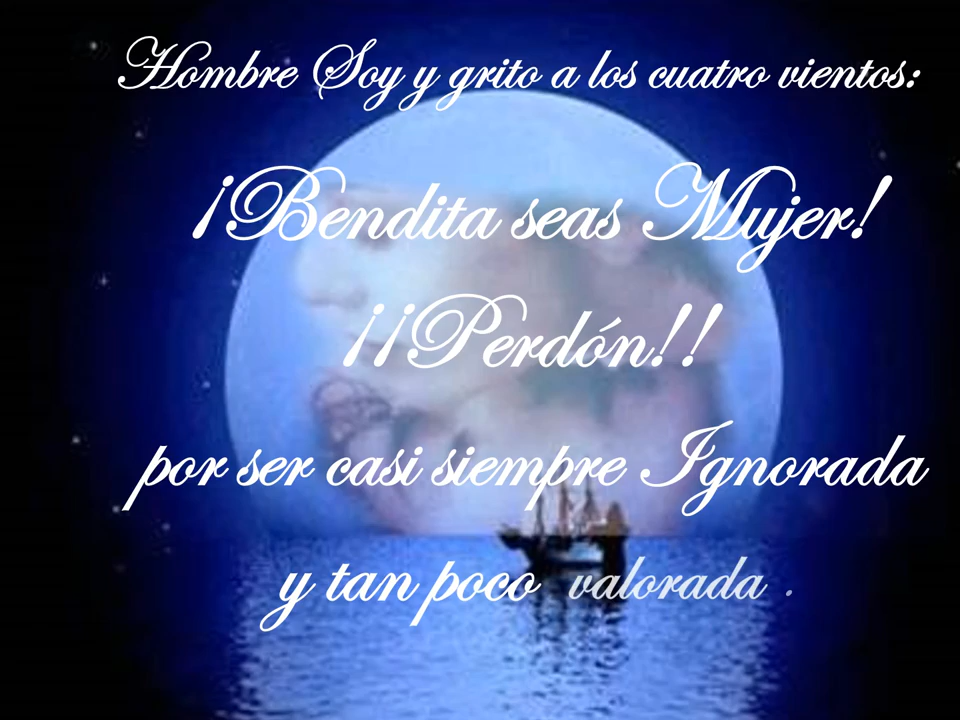 Hombre Soy y grito a los cuatro vientos:
¡Bendita seas Mujer!
¡¡Perdón!!
por ser casi siempre Ignorada
y tan poco valorada .